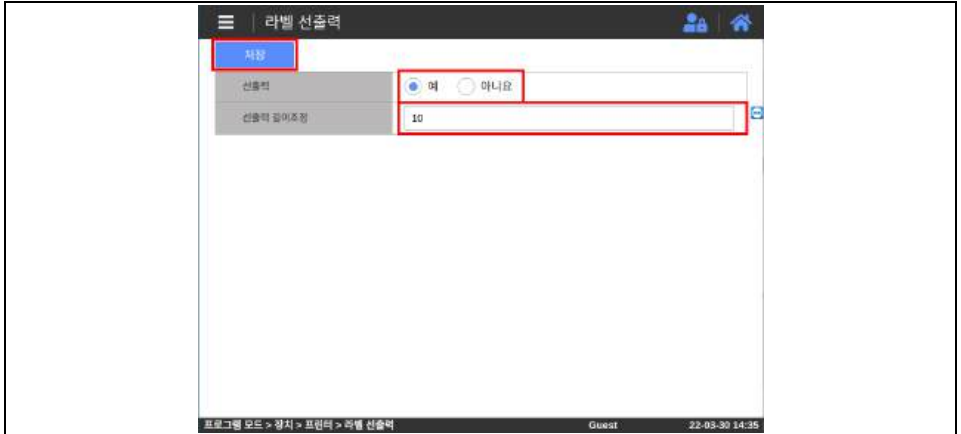 라벨 선출력
저장
선출력 예 아니요
선출력 길이조정 10
프로그램 모드 > 장치 > 프린터 > 라벨 선출력 Guest 22-03-30 14:35